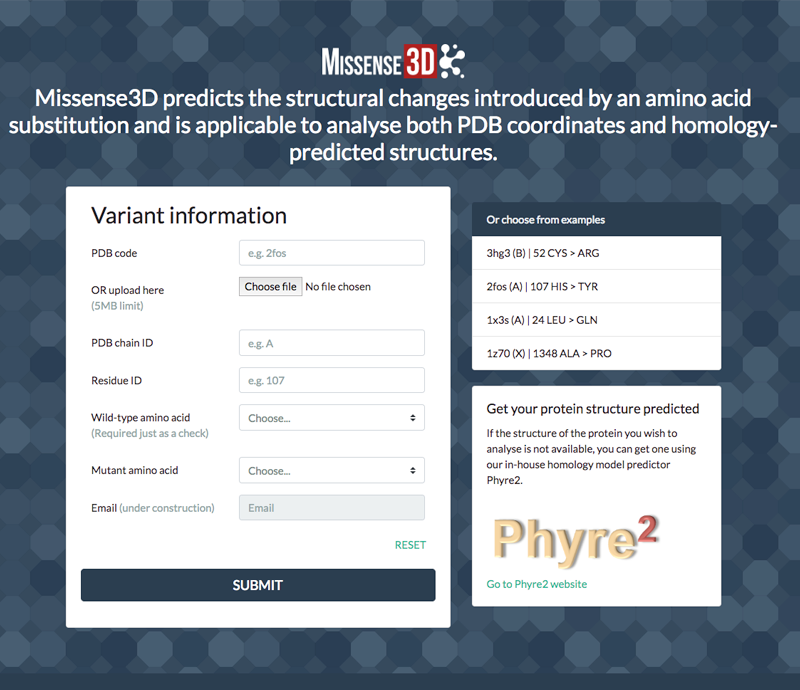 MISSENSE 3D
Missense3D predicts the structural changes introduced by an amino acid
substitution and is applicable to analyse both PDB coordinates and homology-
predicted structures.
Variant information
PDB code
e.g. 2fos
OR upload here
(5MB limit)
Choose file No file chosen
PDB chain ID
e.g. A
Residue ID
e.g. 107
Wild-type amino acid
(Required just as a check)
Choose...
Mutant amino acid
Choose...
Email (under construction)
Email
RESET
SUBMIT
Or choose from examples
3hg3 (B) | 52 CYS > ARG
2fos (A) | 107 HIS > TYR
1x3s (A) | 24 LEU > GLN
1z70 (X) | 1348 ALA > PRO
Get your protein structure predicted
If the structure of the protein you wish to
analyse is not available, you can get one using
our in-house homology model predictor
Phyre2.
Phyre2
Go to Phyre2 website